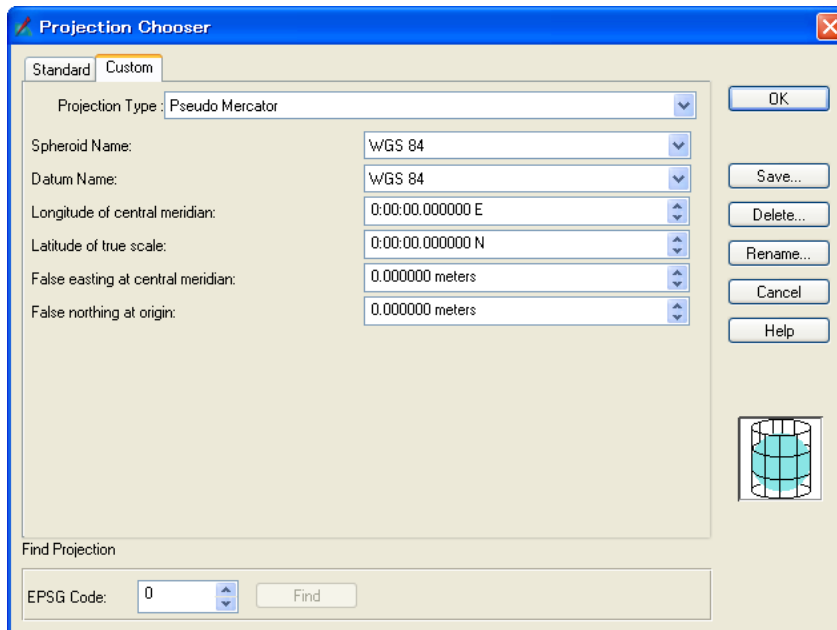 Projection Chooser
Standard Custom
Projection Type : Pseudo Mercator
OK
Spheroid Name: WGS 84
Datum Name: WGS 84
Save...
Longitude of central meridian: 0:00:00.000000 E
Delete...
Latitude of true scale: 0:00:00.000000 N
Rename...
False easting at central meridian: 0.000000 meters
Cancel
False northing at origin: 0.000000 meters
Help
Find Projection
EPSG Code: 0 Find